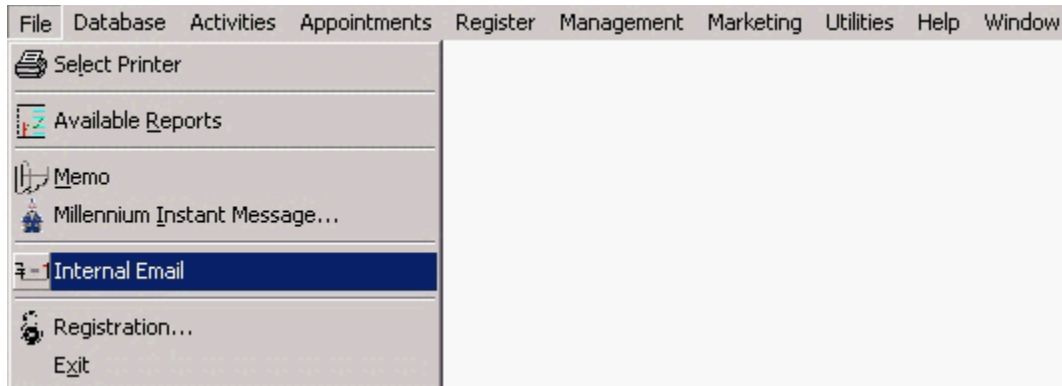 File Database Activities Appointments Register Management Marketing Utilities Help Window
Select Printer
Available Reports
Memo
Millennium Instant Message...
Internal Email
Registration...
Exit